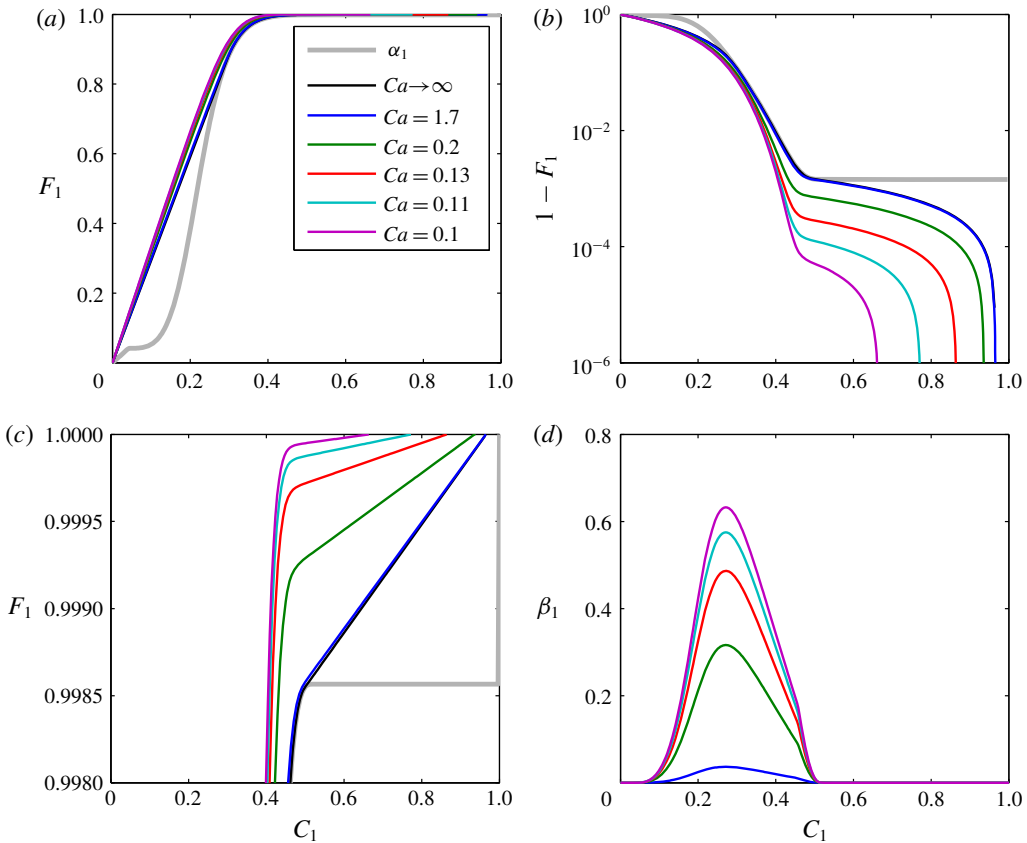 (a)
F₁
1.0
0.8
0.6
0.4
0.2
0
0.2
0.4
0.6
0.8
1.0
α₁
Ca→∞
Ca = 1.7
Ca = 0.2
Ca = 0.13
Ca = 0.11
Ca = 0.1
(b)
1 − F₁
10⁰
10⁻²
10⁻⁴
10⁻⁶
0
0.2
0.4
0.6
0.8
1.0
(c)
F₁
1.0000
0.9995
0.9990
0.9985
0.9980
0
0.2
0.4
0.6
0.8
1.0
C₁
(d)
β₁
0.8
0.6
0.4
0.2
0
0.2
0.4
0.6
0.8
1.0
C₁